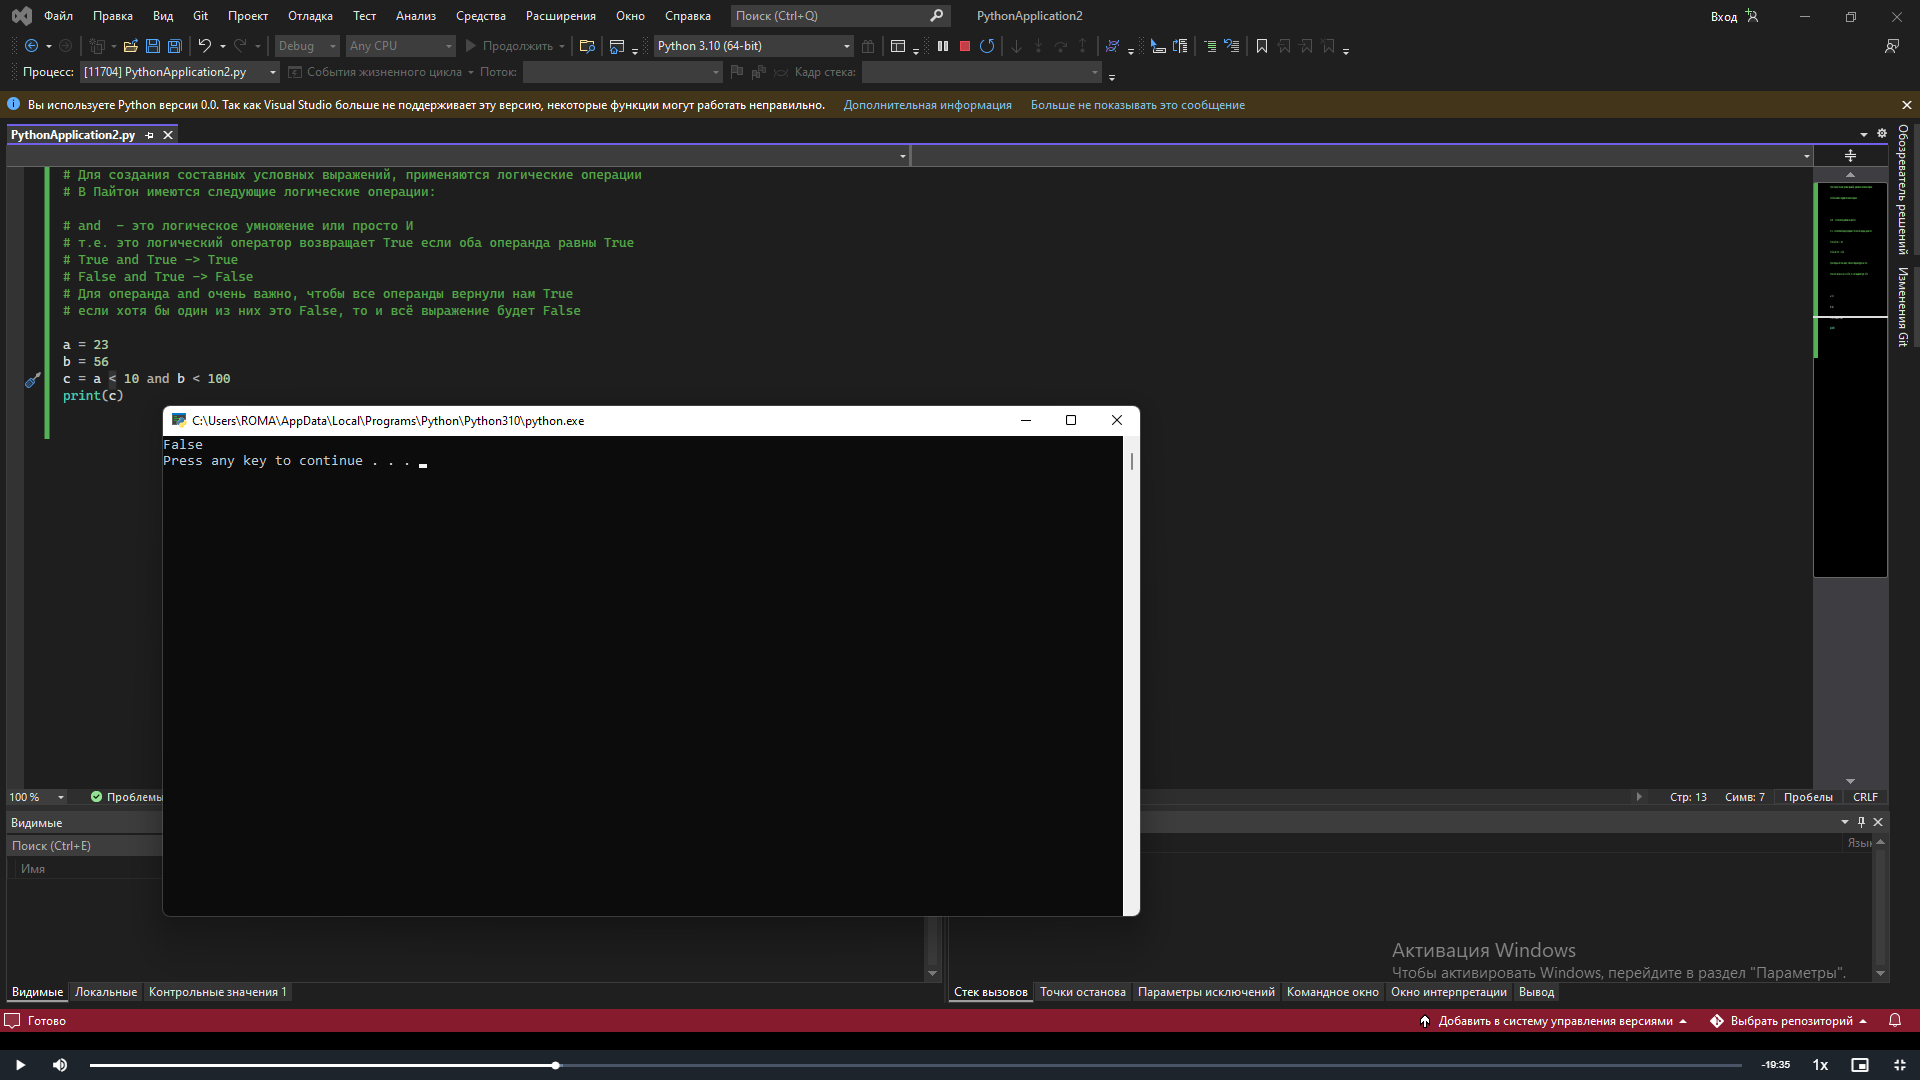 Файл Правка Вид Git Проект Отладка Тест Анализ Средства Расширения Окно Справка Поиск (Ctrl+Q) PythonApplication2 Вход
Debug Any CPU Продолжить Python 3.10 (64-bit)
Процесс: [11704] PythonApplication2.py События жизненного цикла Поток: Кадр стека:
Вы используете Python версии 0.0. Так как Visual Studio больше не поддерживает эту версию, некоторые функции могут работать неправильно. Дополнительная информация Больше не показывать это сообщение
PythonApplication2.py
# Для создания составных условных выражений, применяются логические операции
# В Пайтон имеются следующие логические операции:
# and – это логическое умножение или просто И
# т.е. это логический оператор возвращает True если оба операнда равны True
# True and True -> True
# False and True -> False
# Для операнда and очень важно, чтобы все операнды вернули нам True
# если хотя бы один из них это False, то и всё выражение будет False
a = 23
b = 56
c = a < 10 and b < 100
print(c)
C:\Users\ROMA\AppData\Local\Programs\Python\Python310\python.exe
False
Press any key to continue . . .
Обозреватель решений
Изменения Git
100 % Проблемы Стр: 13 Симв: 7 Пробелы CRLF
Видимые
Поиск (Ctrl+E)
Имя
Язык
Активация Windows
Чтобы активировать Windows, перейдите в раздел "Параметры".
Видимые Локальные Контрольные значения 1 Стек вызовов Точки останова Параметры исключений Командное окно Окно интерпретации Вывод
Готово Добавить в систему управления версиями Выбрать репозиторий
-19:35 1x